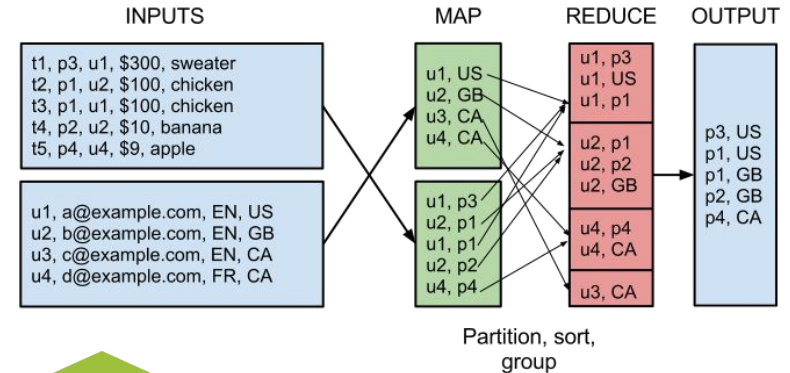 INPUTS
MAP
REDUCE
OUTPUT
t1, p3, u1, $300, sweater
t2, p1, u2, $100, chicken
t3, p1, u1, $100, chicken
t4, p2, u2, $10, banana
t5, p4, u4, $9, apple
u1, a@example.com, EN, US
u2, b@example.com, EN, GB
u3, c@example.com, EN, CA
u4, d@example.com, FR, CA
u1, US
u2, GB
u3, CA
u4, CA
u1, p3
u2, p1
u1, p1
u2, p2
u4, p4
u1, p3
u1, US
u1, p1
u2, p1
u2, p2
u2, GB
u4, p4
u4, CA
u3, CA
p3, US
p1, US
p1, GB
p2, GB
p4, CA
Partition, sort,
group